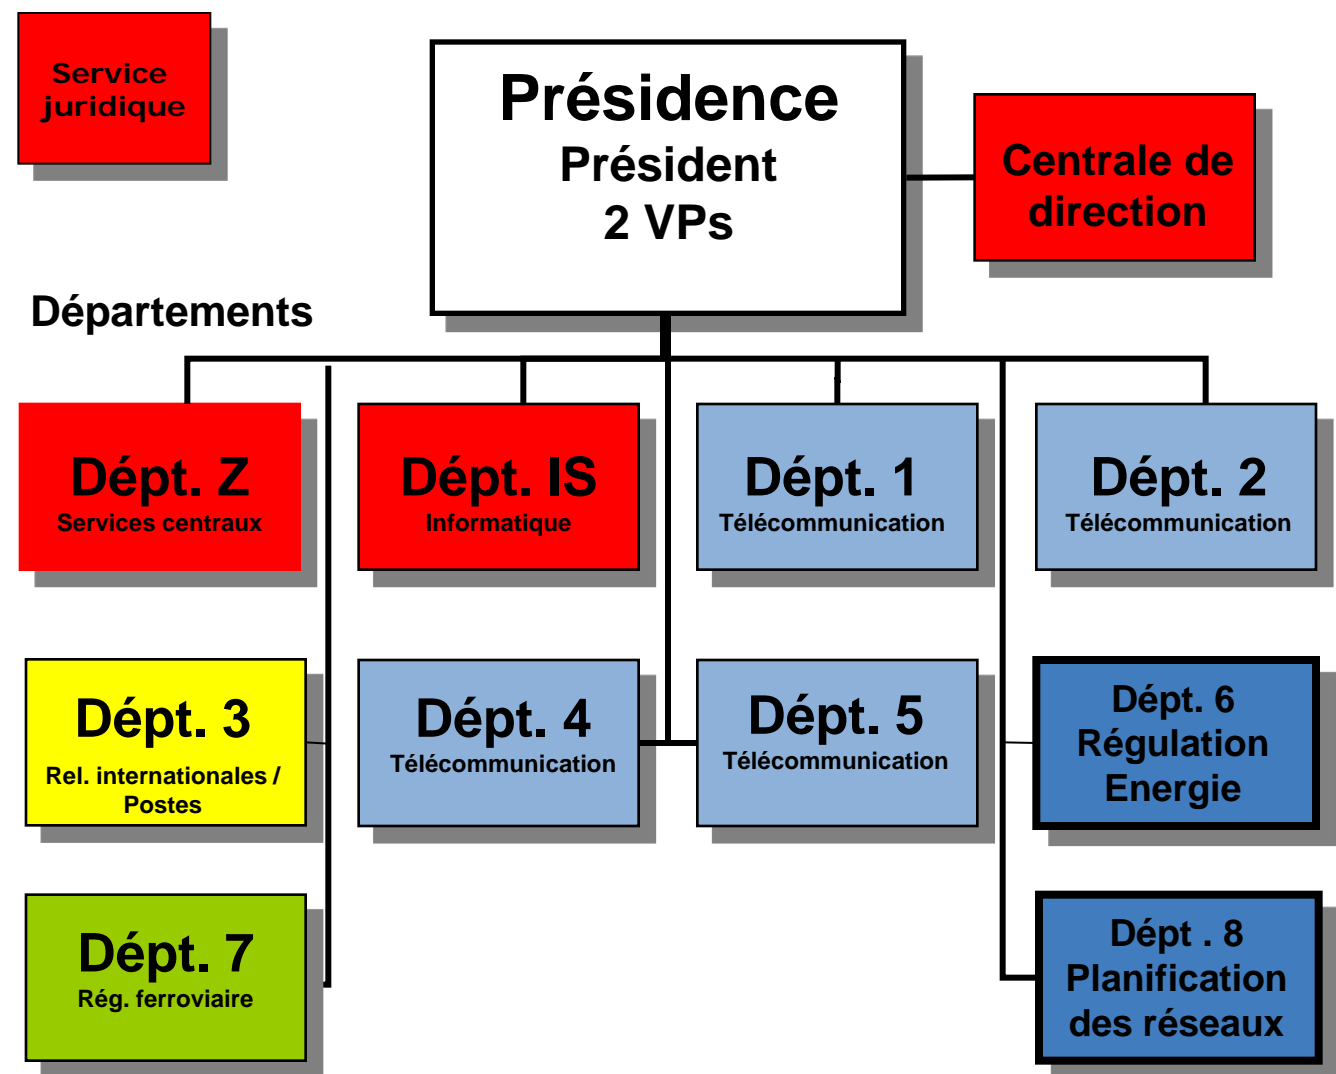 Service
juridique
Présidence
Président
2 VPs
Centrale de
direction
Départements
Dépt. Z
Services centraux
Dépt. IS
Informatique
Dépt. 1
Télécommunication
Dépt. 2
Télécommunication
Dépt. 3
Rel. internationales /
Postes
Dépt. 4
Télécommunication
Dépt. 5
Télécommunication
Dépt. 6
Régulation
Energie
Dépt. 7
Rég. ferroviaire
Dépt . 8
Planification
des réseaux